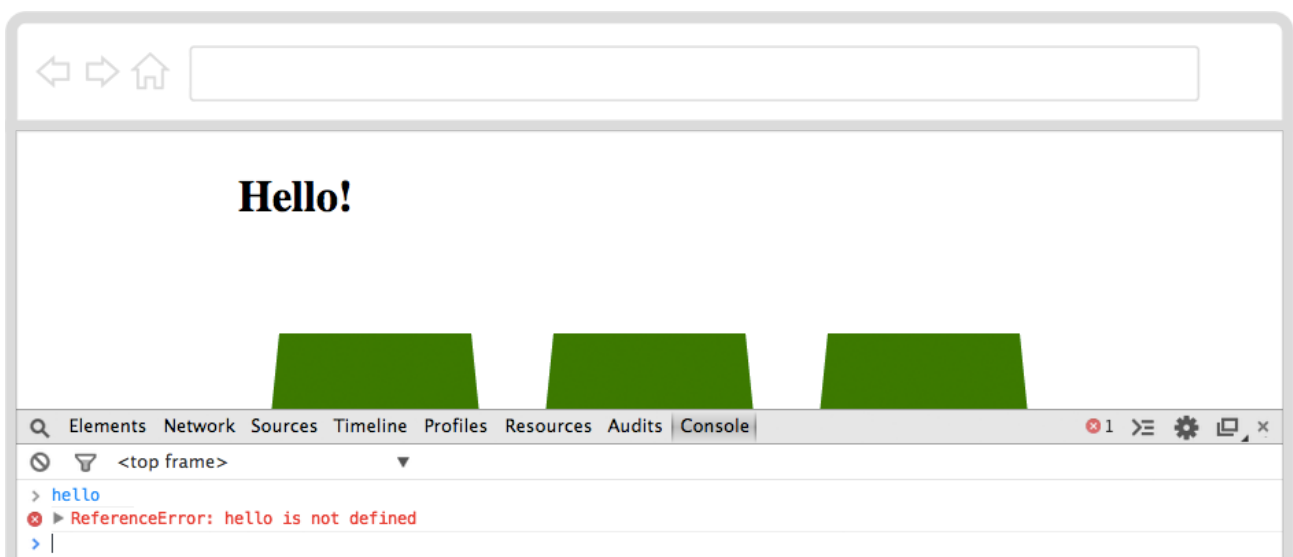 Hello!
Elements Network Sources Timeline Profiles Resources Audits Console 1
<top frame>
> hello
ReferenceError: hello is not defined
>